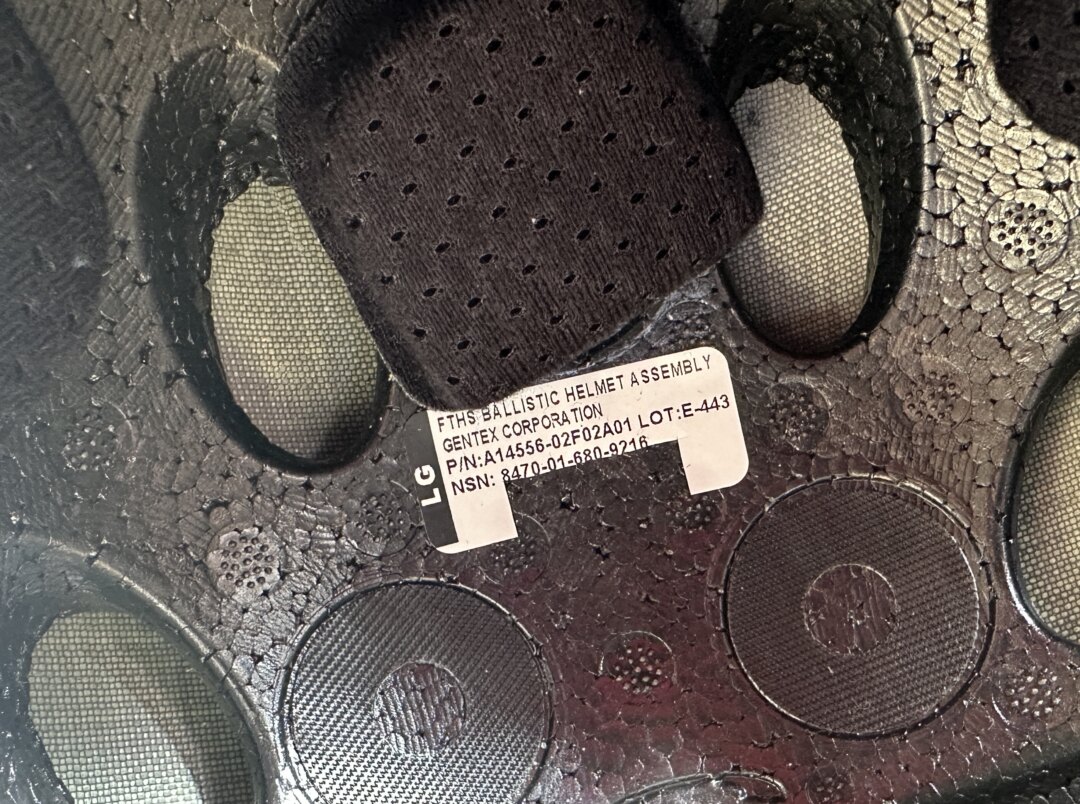 FTHS BALLISTIC HELMET ASSEMBLY
GENTEX CORPORATION
P/N:A14556-02F02A01 LOT:E-443
NSN: 8470-01-680-9216
LG